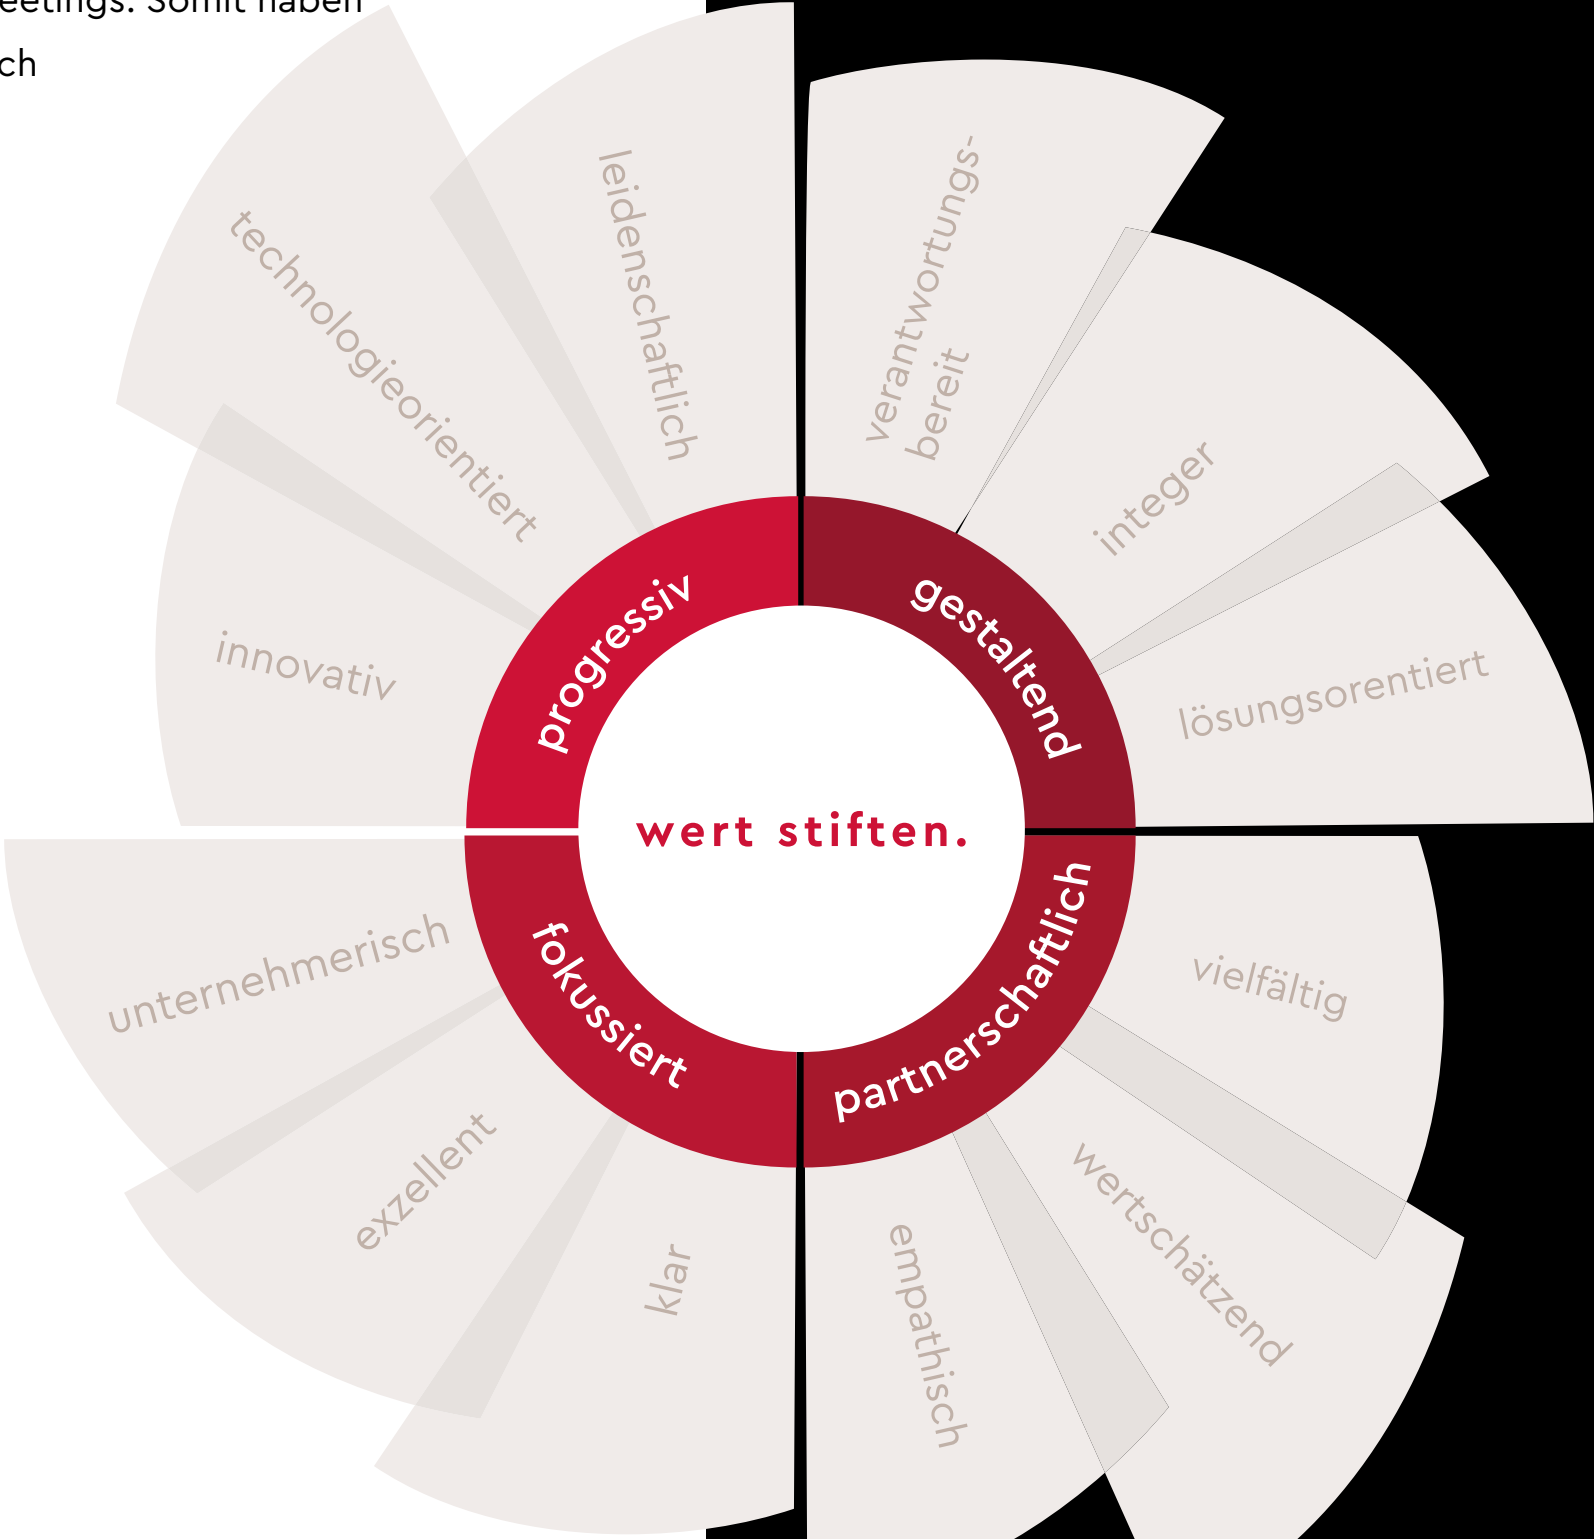 eetings. Somit haben
ch
leidenschaftlich
technologieorientiert
innovativ
progressiv
verantwortungs-
bereit
integer
lösungsorentiert
gestaltend
wert stiften.
unternehmerisch
exzellent
klar
fokussiert
vielfältig
wertschätzend
empathisch
partnerschaftlich